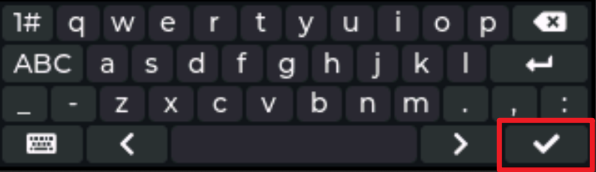 1# q w e r t y u i o p
ABC a s d f g h j k l
_ - z x c v b n m . , :